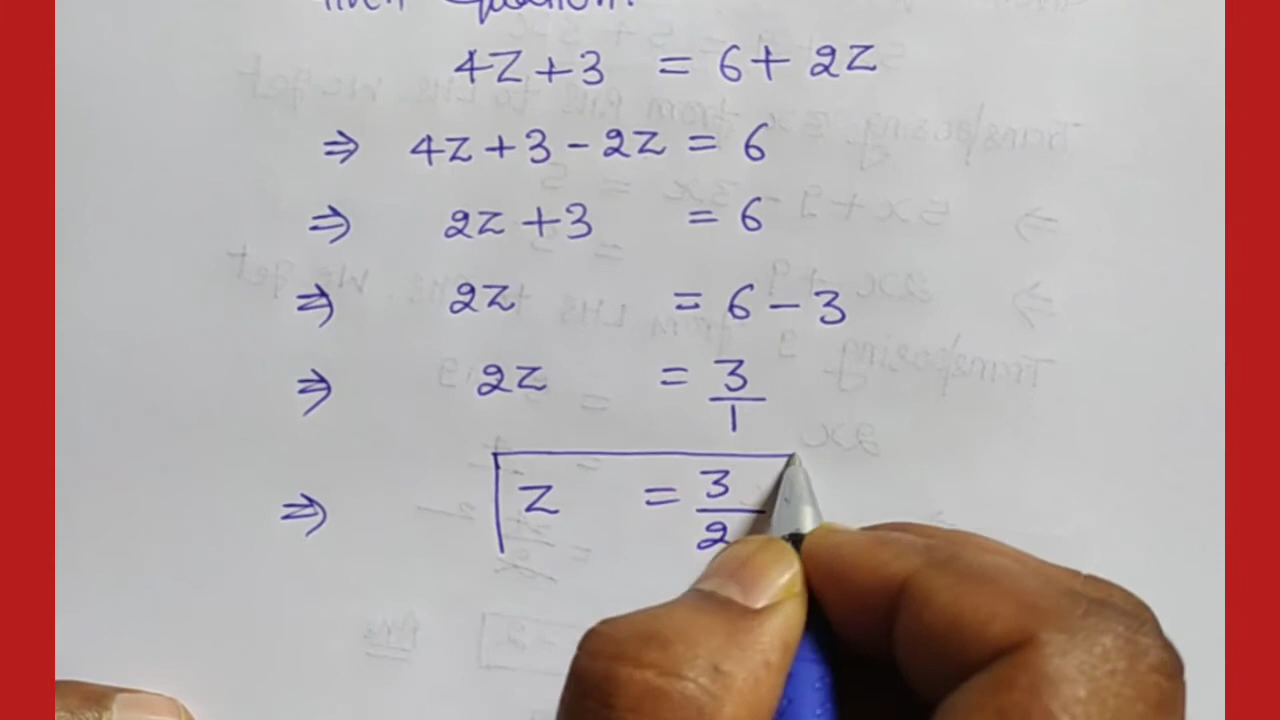 4Z+3 = 6+2Z
⇒ 4Z+3-2Z = 6
⇒ 2Z+3 = 6
⇒ 2Z = 6-3
⇒ 2Z = 3/1
⇒ Z = 3/2